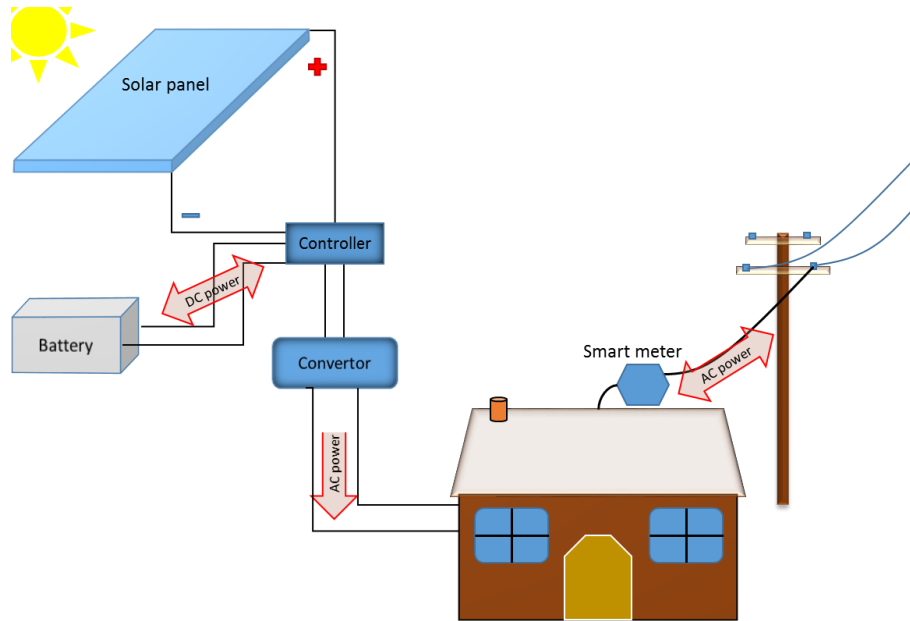 Solar panel
Controller
DC power
Battery
Convertor
Smart meter
AC power
AC power